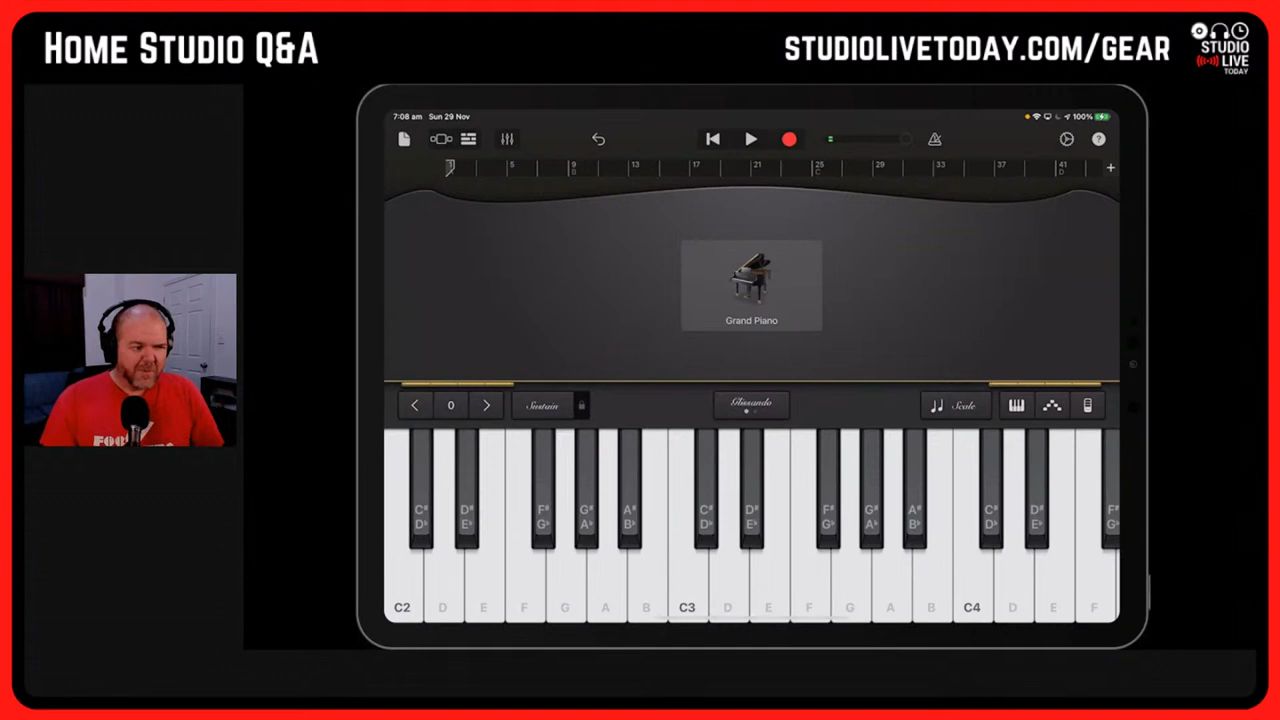 HOME STUDIO Q&A
STUDIOLIVETODAY.COM/GEAR
STUDIO
LIVE
TODAY
7:08 am Sun 29 Nov
100%
1 5 9 13 17 21 25 29 33 37 41
A B C D
Grand Piano
0 Sustain Glissando Scale
C# D# F# G# A# C# D# F# G# A# C# D# F#
D♭ E♭ G♭ A♭ B♭ D♭ E♭ G♭ A♭ B♭ D♭ E♭ G♭
C2 D E F G A B C3 D E F G A B C4 D E F